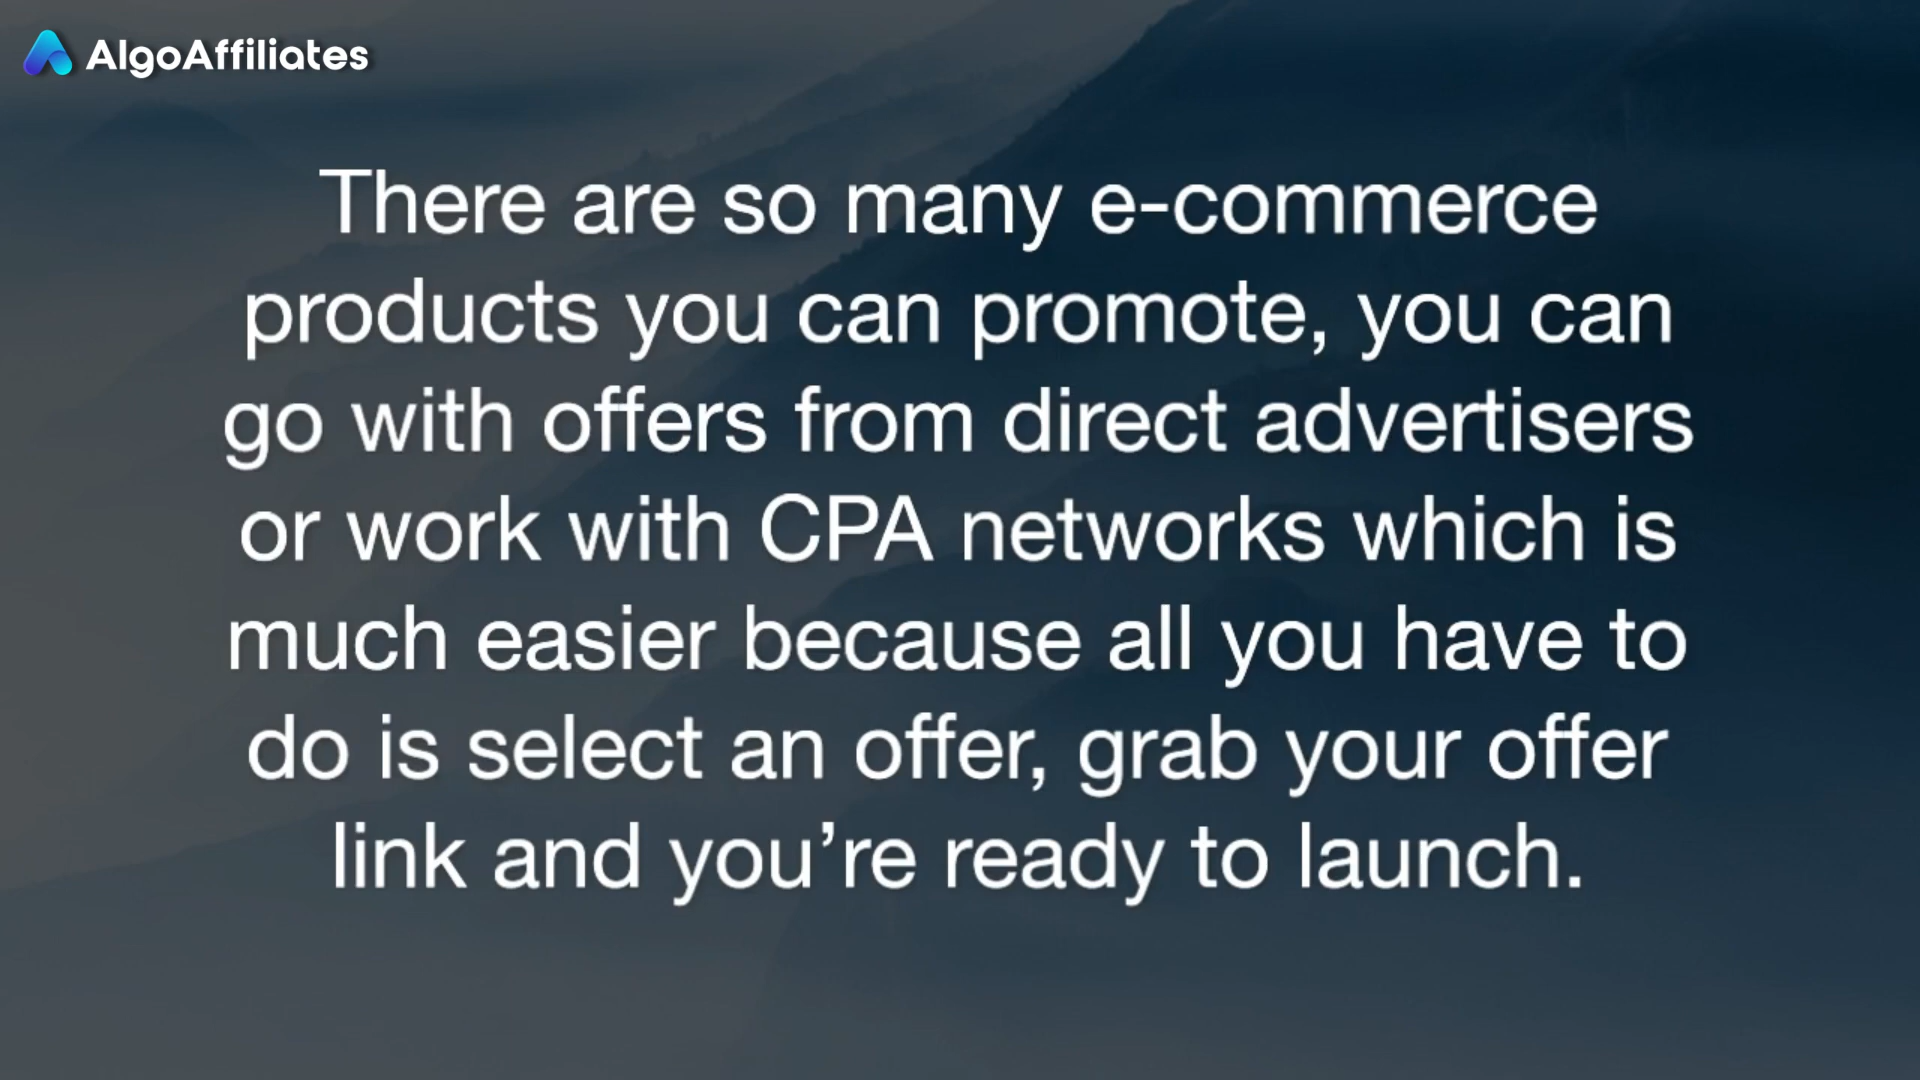 AlgoAffiliates
There are so many e-commerce
products you can promote, you can
go with offers from direct advertisers
or work with CPA networks which is
much easier because all you have to
do is select an offer, grab your offer
link and you’re ready to launch.